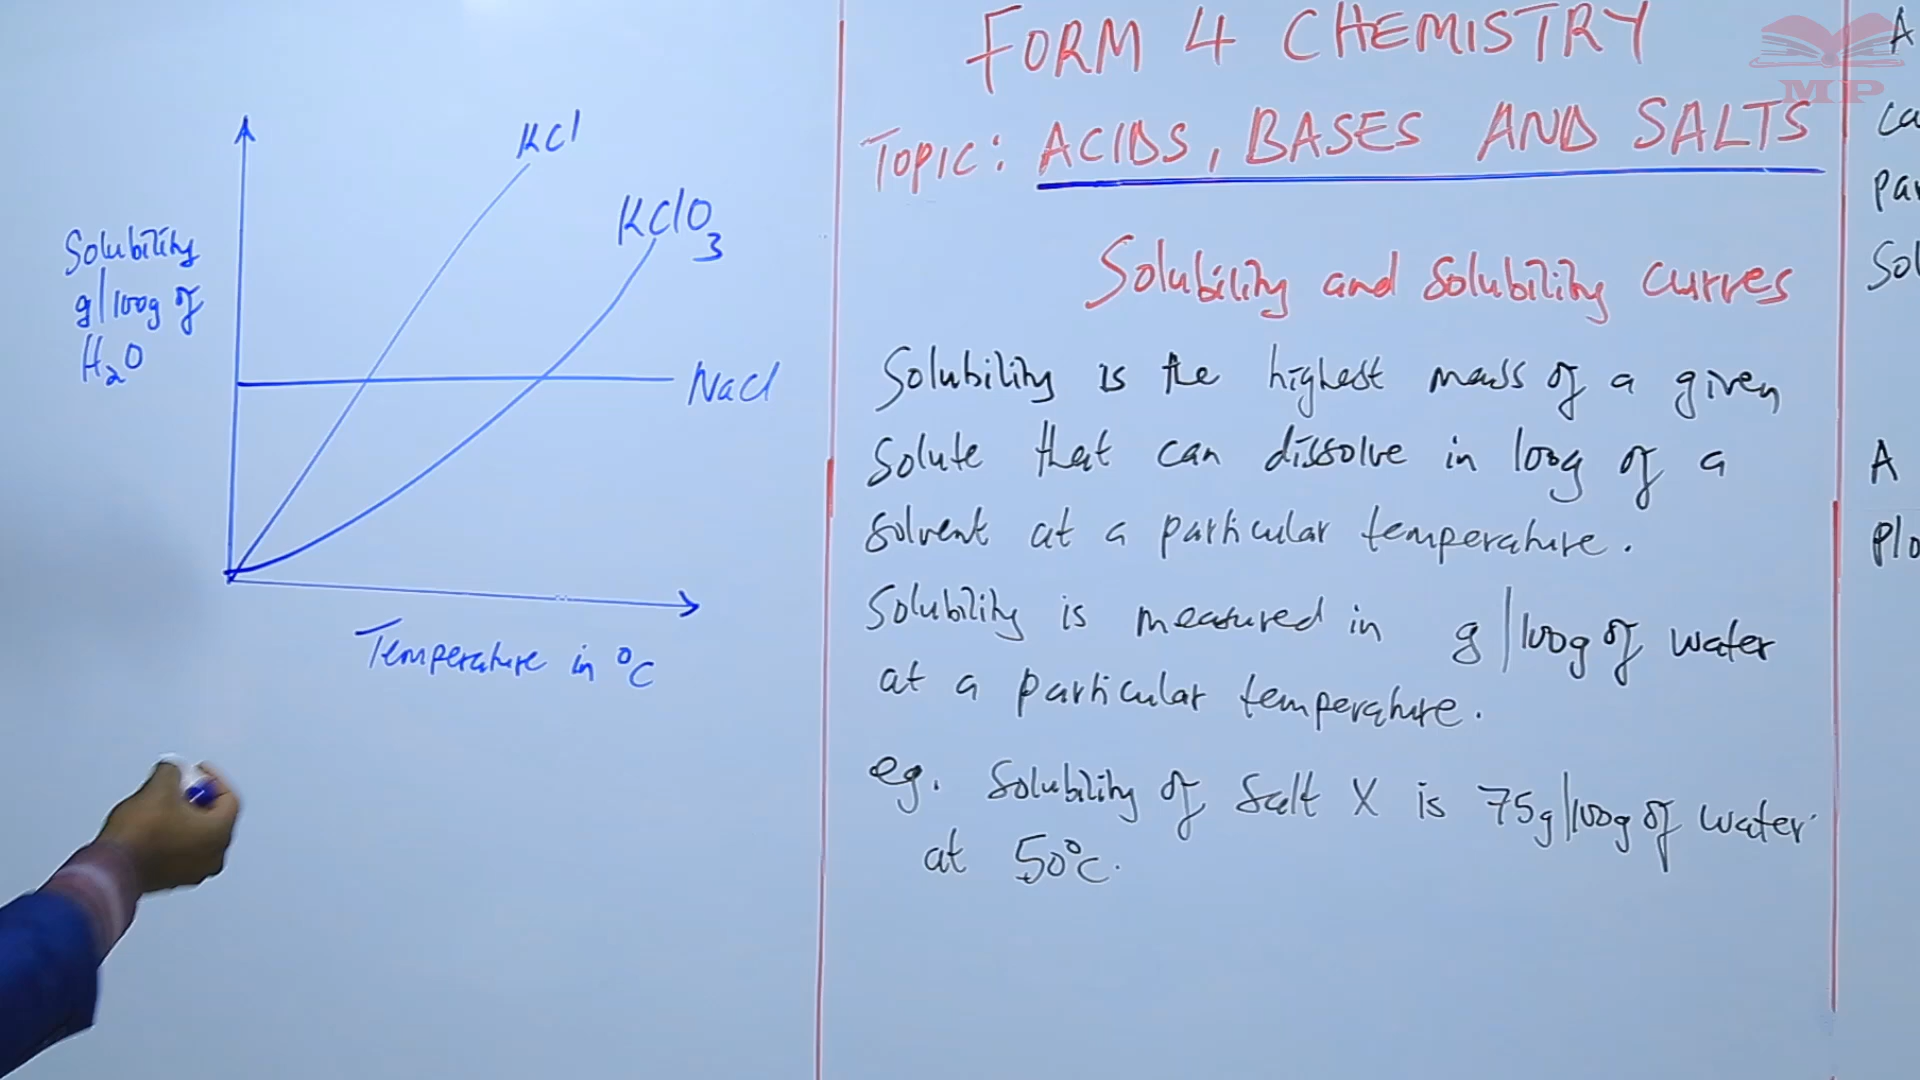 KCl
KClO3
Solubility
g/100g of
H2O
NaCl
Temperature in °C
FORM 4 CHEMISTRY
TOPIC: ACIDS, BASES AND SALTS
Solubility and solubility curves
Solubility is the highest mass of a given
solute that can dissolve in 100g of a
solvent at a particular temperature.
Solubility is measured in g/100g of water
at a particular temperature.
eg. Solubility of Salt X is 75g/100g of water
at 50°C.
MP
A
A